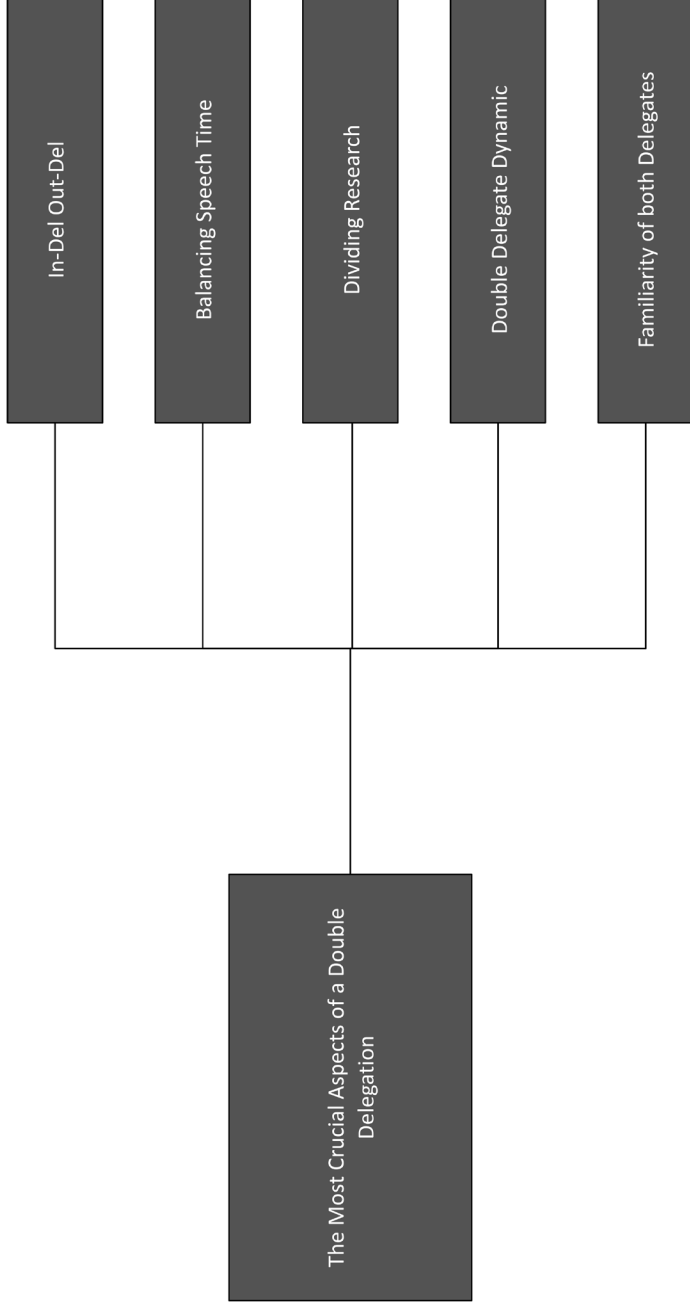 The Most Crucial Aspects of a Double
Delegation
In-Del Out-Del
Balancing Speech Time
Dividing Research
Double Delegate Dynamic
Familiarity of both Delegates